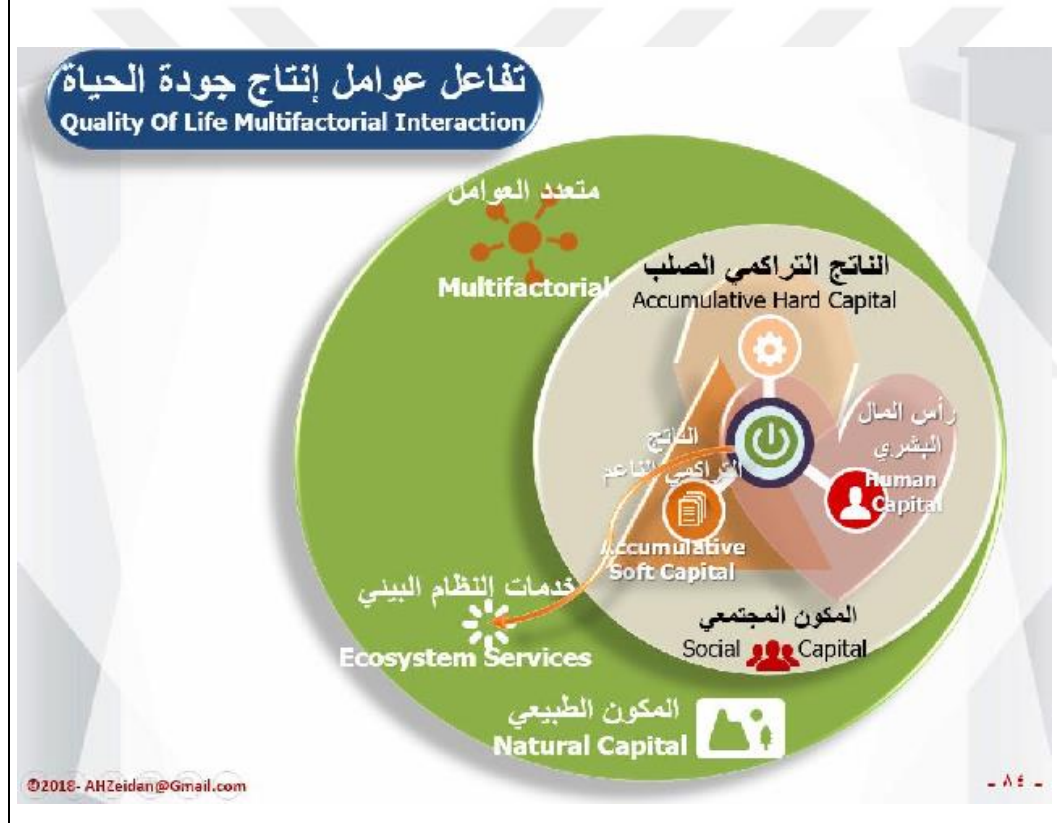 تفاعل عوامل إنتاج جودة الحياة
Quality Of Life Multifactorial Interaction
متعدد العوامل
Multifactorial
الناتج التراكمي الصلب
Accumulative Hard Capital
رأس المال
البشري
Human
Capital
الناتج
التراكمي الناعم
Accumulative
Soft Capital
خدمات النظام البيئي
Ecosystem Services
المكون المجتمعي
Social Capital
المكون الطبيعي
Natural Capital
©2018- AHZeidan@Gmail.com
- ٨٤ -